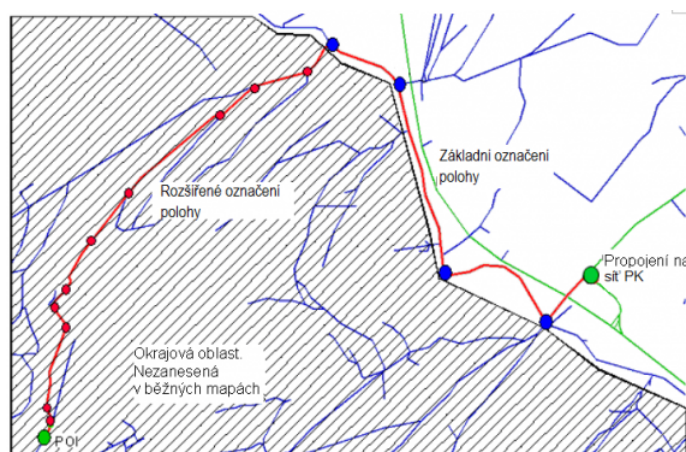 Základní označení
polohy
Rozšířené označení
polohy
Propojení na
síť PK
Okrajová oblast.
Nezanesená
v běžných mapách
POI